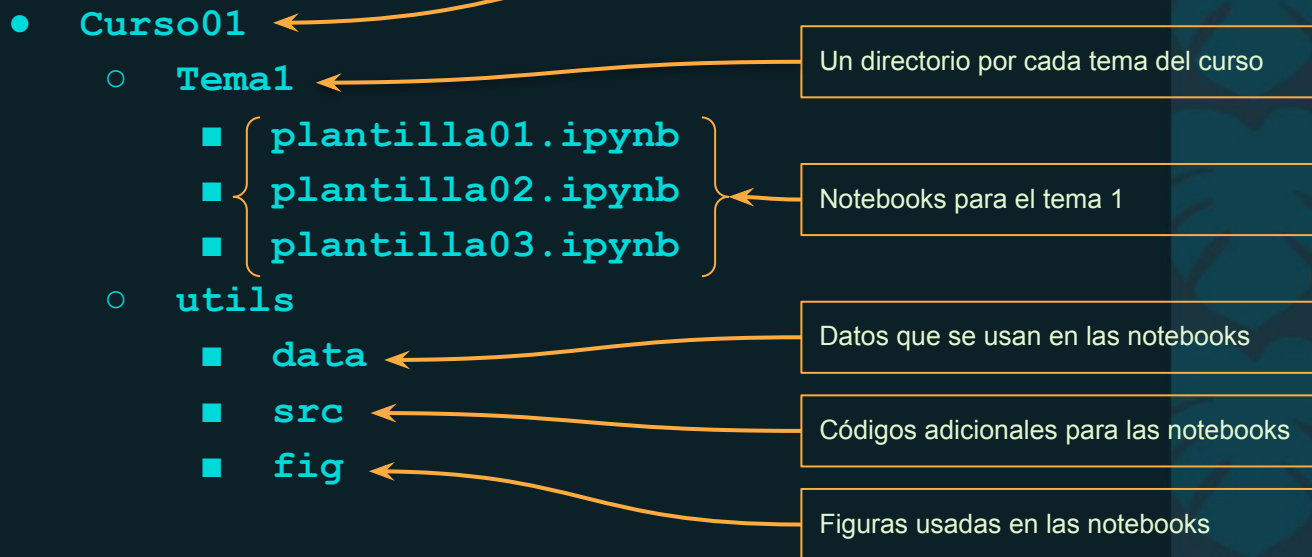 Curso01
Tema1
Un directorio por cada tema del curso
plantilla01.ipynb
plantilla02.ipynb
Notebooks para el tema 1
plantilla03.ipynb
utils
Datos que se usan en las notebooks
data
src
Códigos adicionales para las notebooks
fig
Figuras usadas en las notebooks